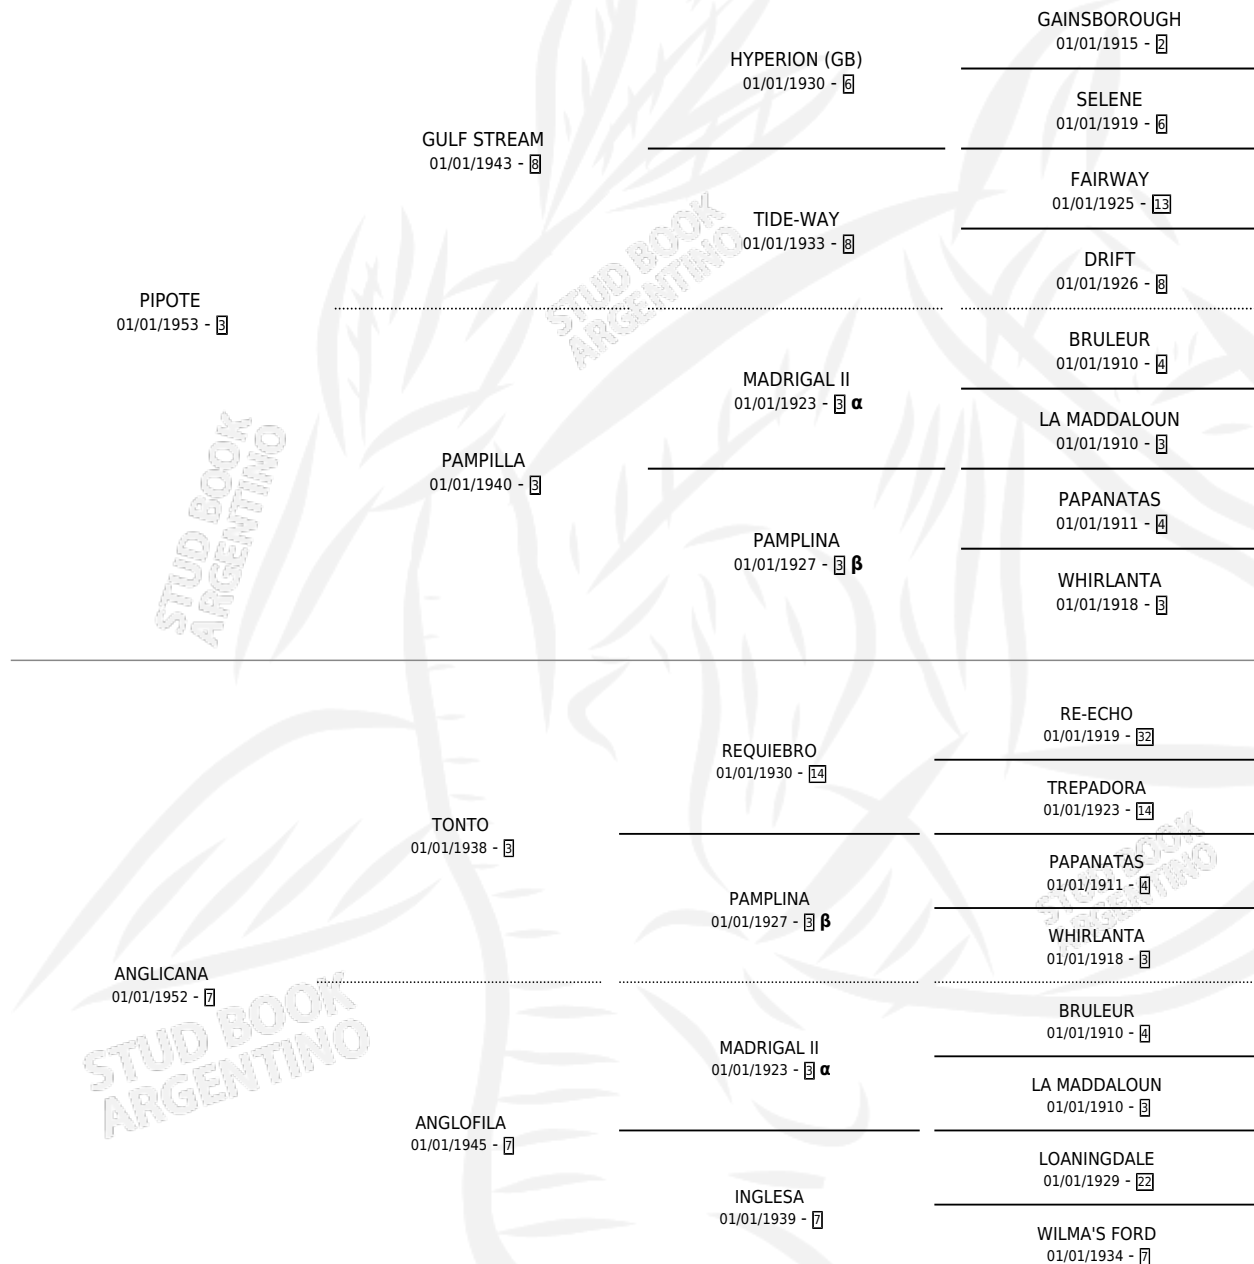 GAINSBOROUGH
01/01/1915 - 2
HYPERION (GB)
01/01/1930 - 6
SELENE
01/01/1919 - 6
GULF STREAM
01/01/1943 - 8
FAIRWAY
01/01/1925 - 13
TIDE-WAY
01/01/1933 - 8
DRIFT
01/01/1926 - 8
STUD BOOK
ARGENTINO
PIPOTE
01/01/1953 - 3
BRULEUR
01/01/1910 - 4
MADRIGAL II
01/01/1923 - 3 α
LA MADDALOUN
01/01/1910 - 3
PAMPILLA
01/01/1940 - 3
PAPANATAS
01/01/1911 - 4
PAMPLINA
01/01/1927 - 3 β
WHIRLANTA
01/01/1918 - 3
STUD BOOK
ARGENTINO
RE-ECHO
01/01/1919 - 32
REQUIEBRO
01/01/1930 - 14
TREPADORA
01/01/1923 - 14
TONTO
01/01/1938 - 3
PAPANATAS
01/01/1911 - 4
PAMPLINA
01/01/1927 - 3 β
WHIRLANTA
01/01/1918 - 3
STUD BOOK
ARGENTINO
ANGLICANA
01/01/1952 - 7
BRULEUR
01/01/1910 - 4
MADRIGAL II
01/01/1923 - 3 α
LA MADDALOUN
01/01/1910 - 3
STUD BOOK
ARGENTINO
ANGLOFILA
01/01/1945 - 7
LOANINGDALE
01/01/1929 - 22
INGLESA
01/01/1939 - 7
WILMA'S FORD
01/01/1934 - 7